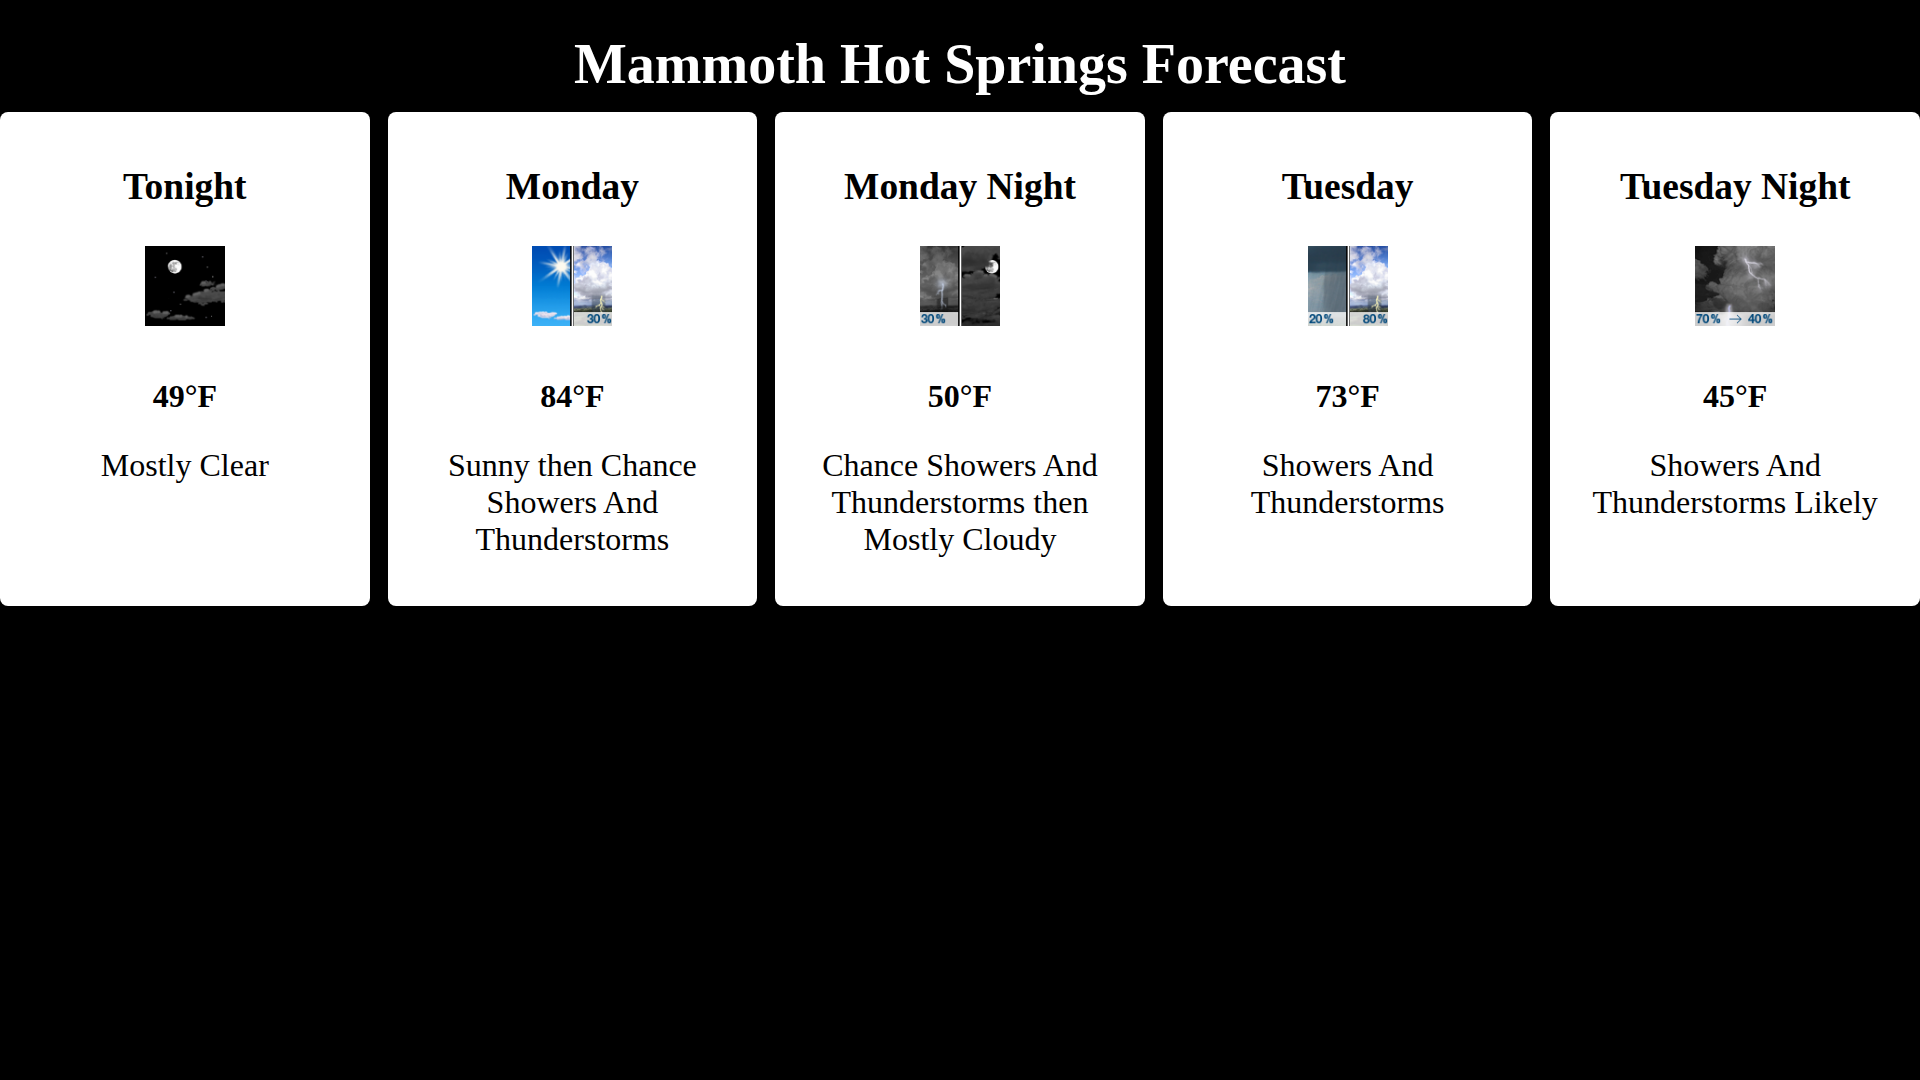 Mammoth Hot Springs Forecast
Tonight
49°F
Mostly Clear
Monday
30%
84°F
Sunny then Chance
Showers And
Thunderstorms
Monday Night
30%
50°F
Chance Showers And
Thunderstorms then
Mostly Cloudy
Tuesday
20% 80%
73°F
Showers And
Thunderstorms
Tuesday Night
70% → 40%
45°F
Showers And
Thunderstorms Likely